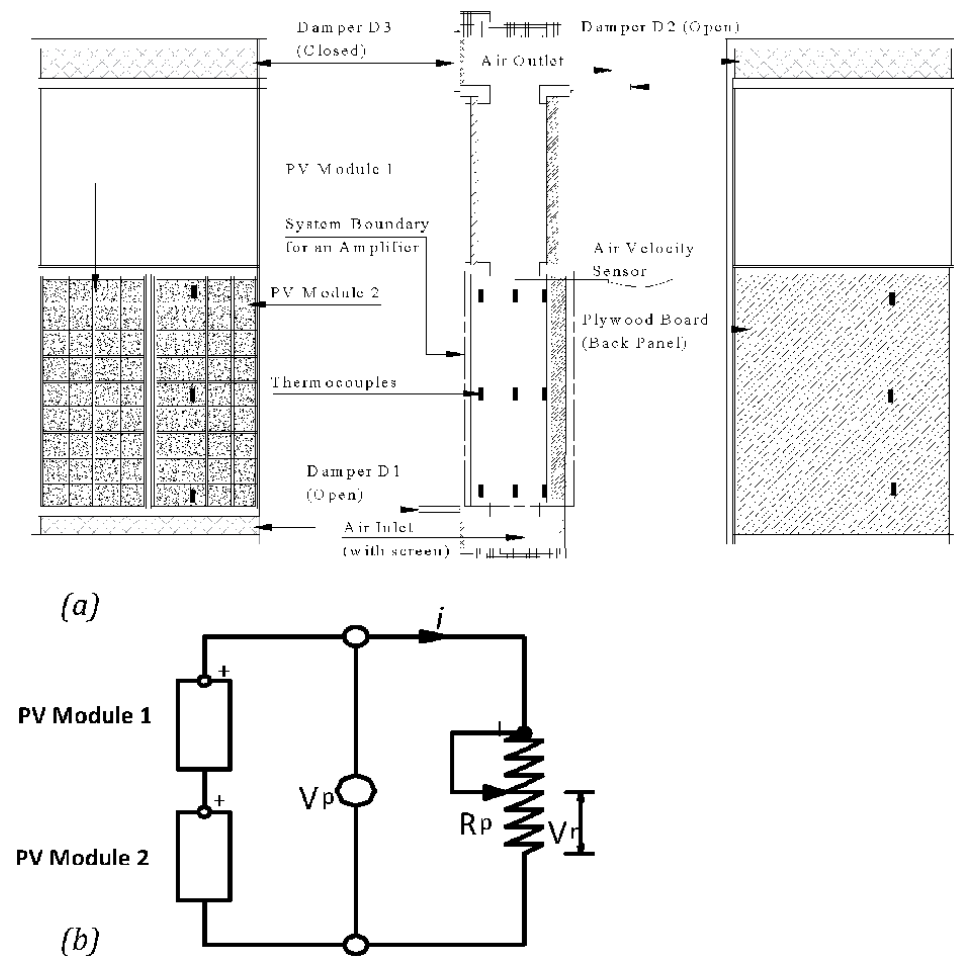 Damper D3
(Closed)
Damper D2 (Open)
Air Outlet
PV Module 1
System Boundary
for an Amplifier
Air Velocity
Sensor
PV Module 2
Plywood Board
(Back Panel)
Thermocouples
Damper D1
(Open)
Air Inlet
(with screen)
(a)
i
+
PV Module 1
+
Vp
Rp
Vr
PV Module 2
(b)